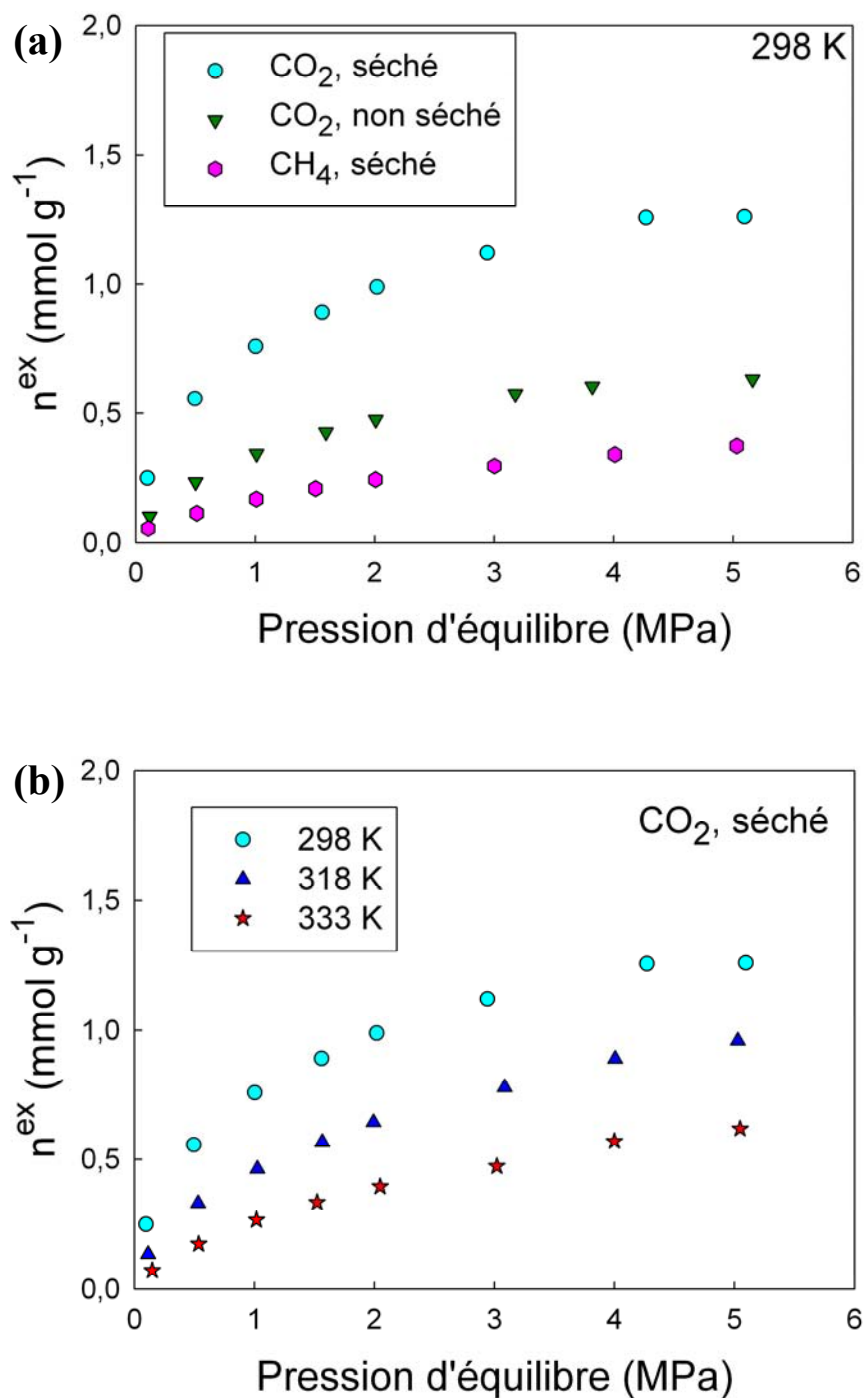 (a)
2,0
298 K
CO2, séché
CO2, non séché
CH4, séché
1,5
1,0
0,5
0,0
n^ex (mmol g^-1)
0 1 2 3 4 5 6
Pression d'équilibre (MPa)
(b)
2,0
CO2, séché
298 K
318 K
333 K
1,5
1,0
0,5
0,0
n^ex (mmol g^-1)
0 1 2 3 4 5 6
Pression d'équilibre (MPa)